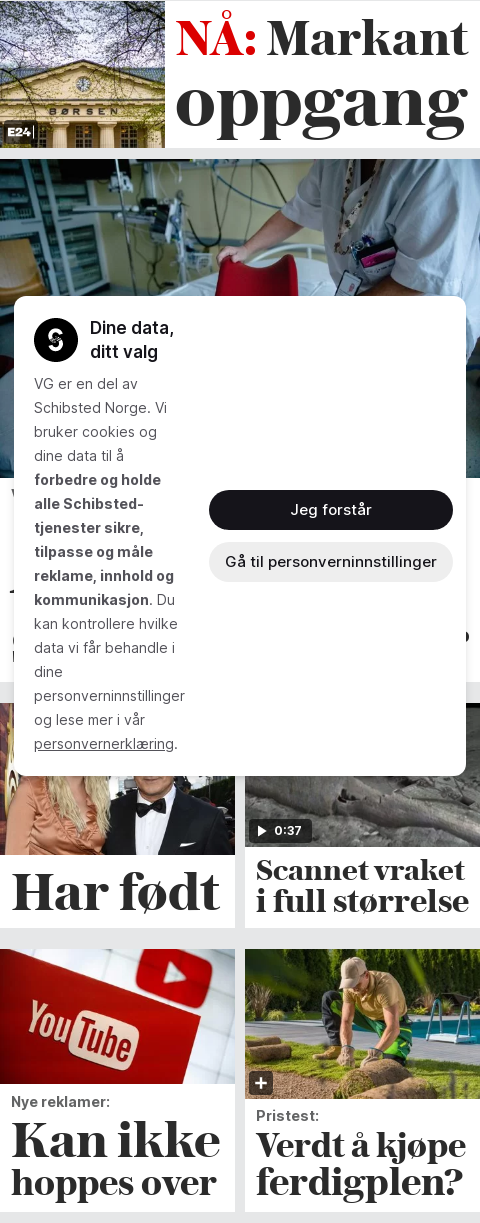 NÅ: Markant
oppgang
BØRSEN
E24
Dine data,
ditt valg
VG er en del av
Schibsted Norge. Vi
bruker cookies og
dine data til å
forbedre og holde
alle Schibsted-
tjenester sikre,
tilpasse og måle
reklame, innhold og
kommunikasjon. Du
kan kontrollere hvilke
data vi får behandle i
dine
personverninnstillinger
og lese mer i vår
personvernerklæring.
Jeg forstår
Gå til personverninnstillinger
0:37
Har født
Scannet vraket
i full størrelse
YouTube
Nye reklamer:
Kan ikke
hoppes over
Pristest:
Verdt å kjøpe
ferdigplen?